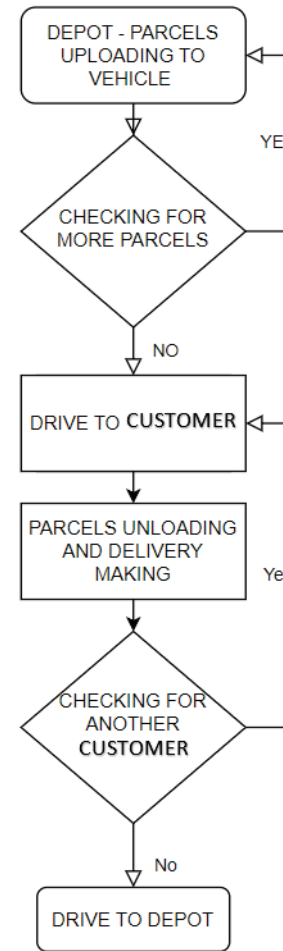 DEPOT - PARCELS
UPLOADING TO
VEHICLE
YE
CHECKING FOR
MORE PARCELS
NO
DRIVE TO CUSTOMER
PARCELS UNLOADING
AND DELIVERY
MAKING
Ye
CHECKING FOR
ANOTHER
CUSTOMER
No
DRIVE TO DEPOT